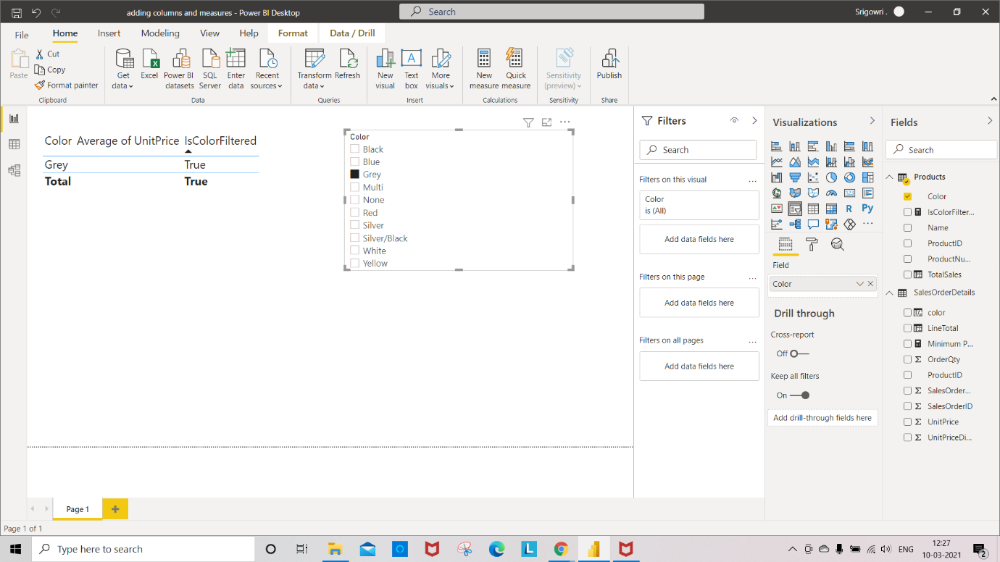 adding columns and measures - Power BI Desktop
Search
Srigowri .
File Home Insert Modeling View Help Format Data / Drill
Paste
Cut
Copy
Format painter
Clipboard
Get data
Excel
Power BI datasets
SQL Server
Enter data
Recent sources
Data
Transform data
Refresh
Queries
New visual
Text box
More visuals
Insert
New measure
Quick measure
Calculations
Sensitivity (preview)
Sensitivity
Publish
Share
Color Average of UnitPrice IsColorFiltered
Grey True
Total True
Color
Black
Blue
Grey
Multi
None
Red
Silver
Silver/Black
White
Yellow
Filters
Search
Filters on this visual ...
Color
is (All)
Add data fields here
Filters on this page ...
Add data fields here
Filters on all pages ...
Add data fields here
Visualizations
R Py
Field
Color
Drill through
Cross-report
Off
Keep all filters
On
Add drill-through fields here
Fields
Search
Products
Color
IsColorFilter...
Name
ProductID
ProductNu...
TotalSales
SalesOrderDetails
color
LineTotal
Minimum P...
OrderQty
ProductID
SalesOrder...
SalesOrderID
UnitPrice
UnitPriceDi...
Page 1
Page 1 of 1
Type here to search
L
ENG
12:27
10-03-2021
2